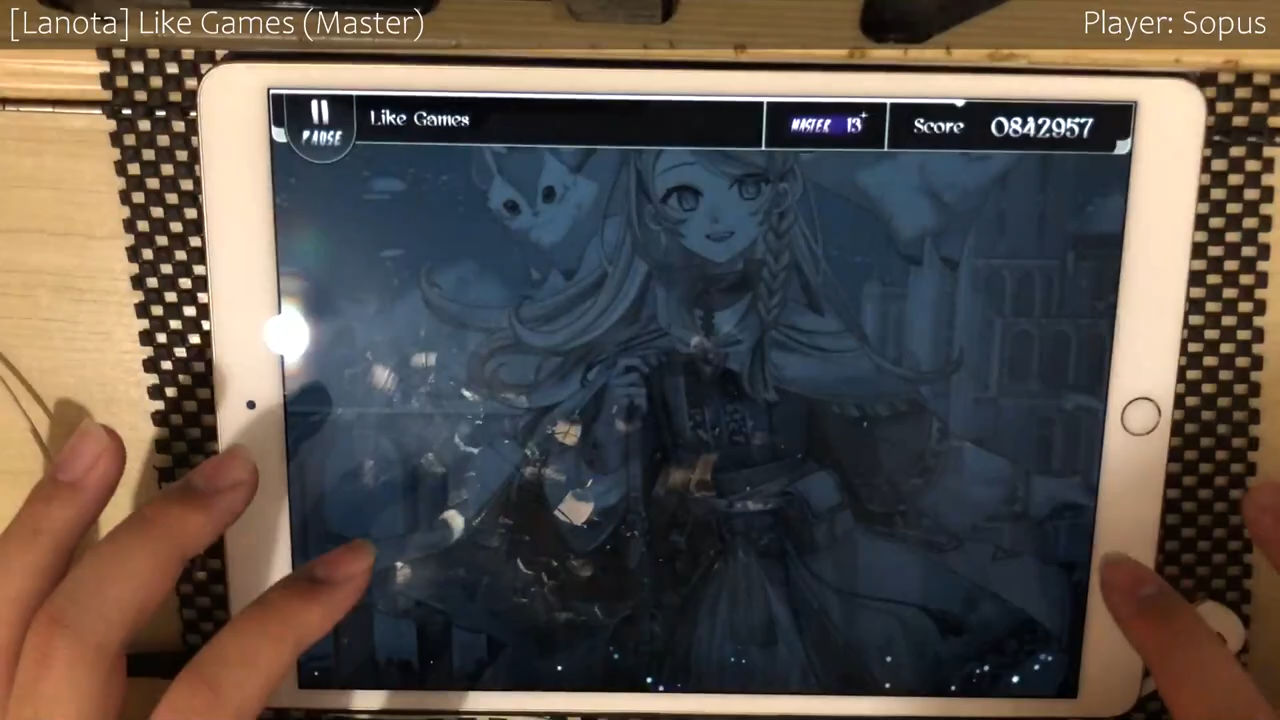 [Lanota] Like Games (Master)
Player: Sopus
PAUSE
Like Games
MASTER 13+
Score 0842957